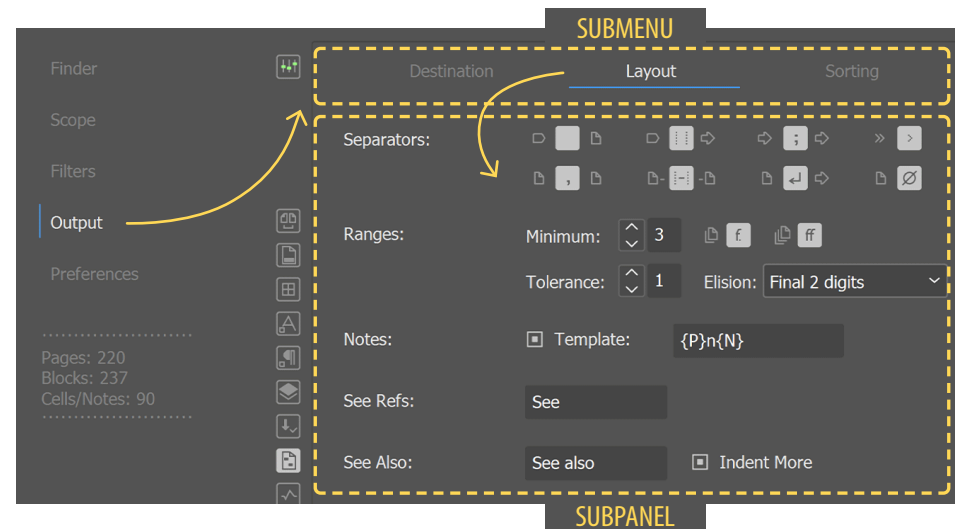 SUBMENU
Finder
Destination Layout Sorting
Scope
Separators: ; >
Filters
, - ↵ Ø
Output
Ranges: Minimum: 3 f. ff
Preferences
Tolerance: 1 Elision: Final 2 digits
Notes: Template: {P}n{N}
Pages: 220
Blocks: 237
Cells/Notes: 90
See Refs: See
See Also: See also Indent More
SUBPANEL